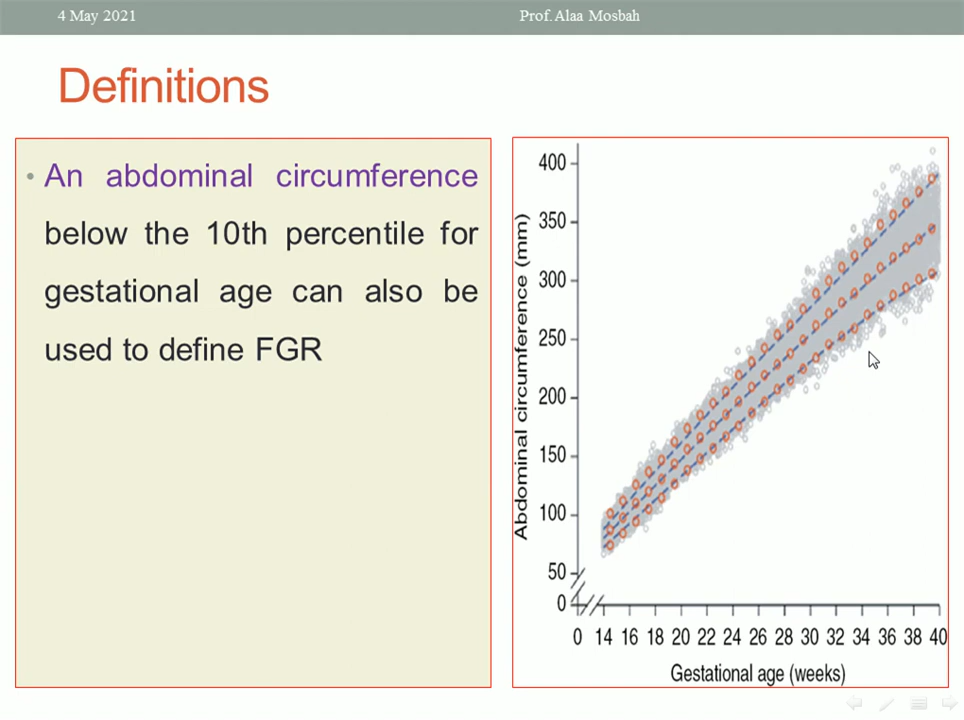 4 May 2021
Prof.Alaa Mosbah
Definitions
• An abdominal circumference
below the 10th percentile for
gestational age can also be
used to define FGR
Abdominal circumference (mm)
400
350
300
250
200
150
100
50
0
0 14 16 18 20 22 24 26 28 30 32 34 36 38 40
Gestational age (weeks)